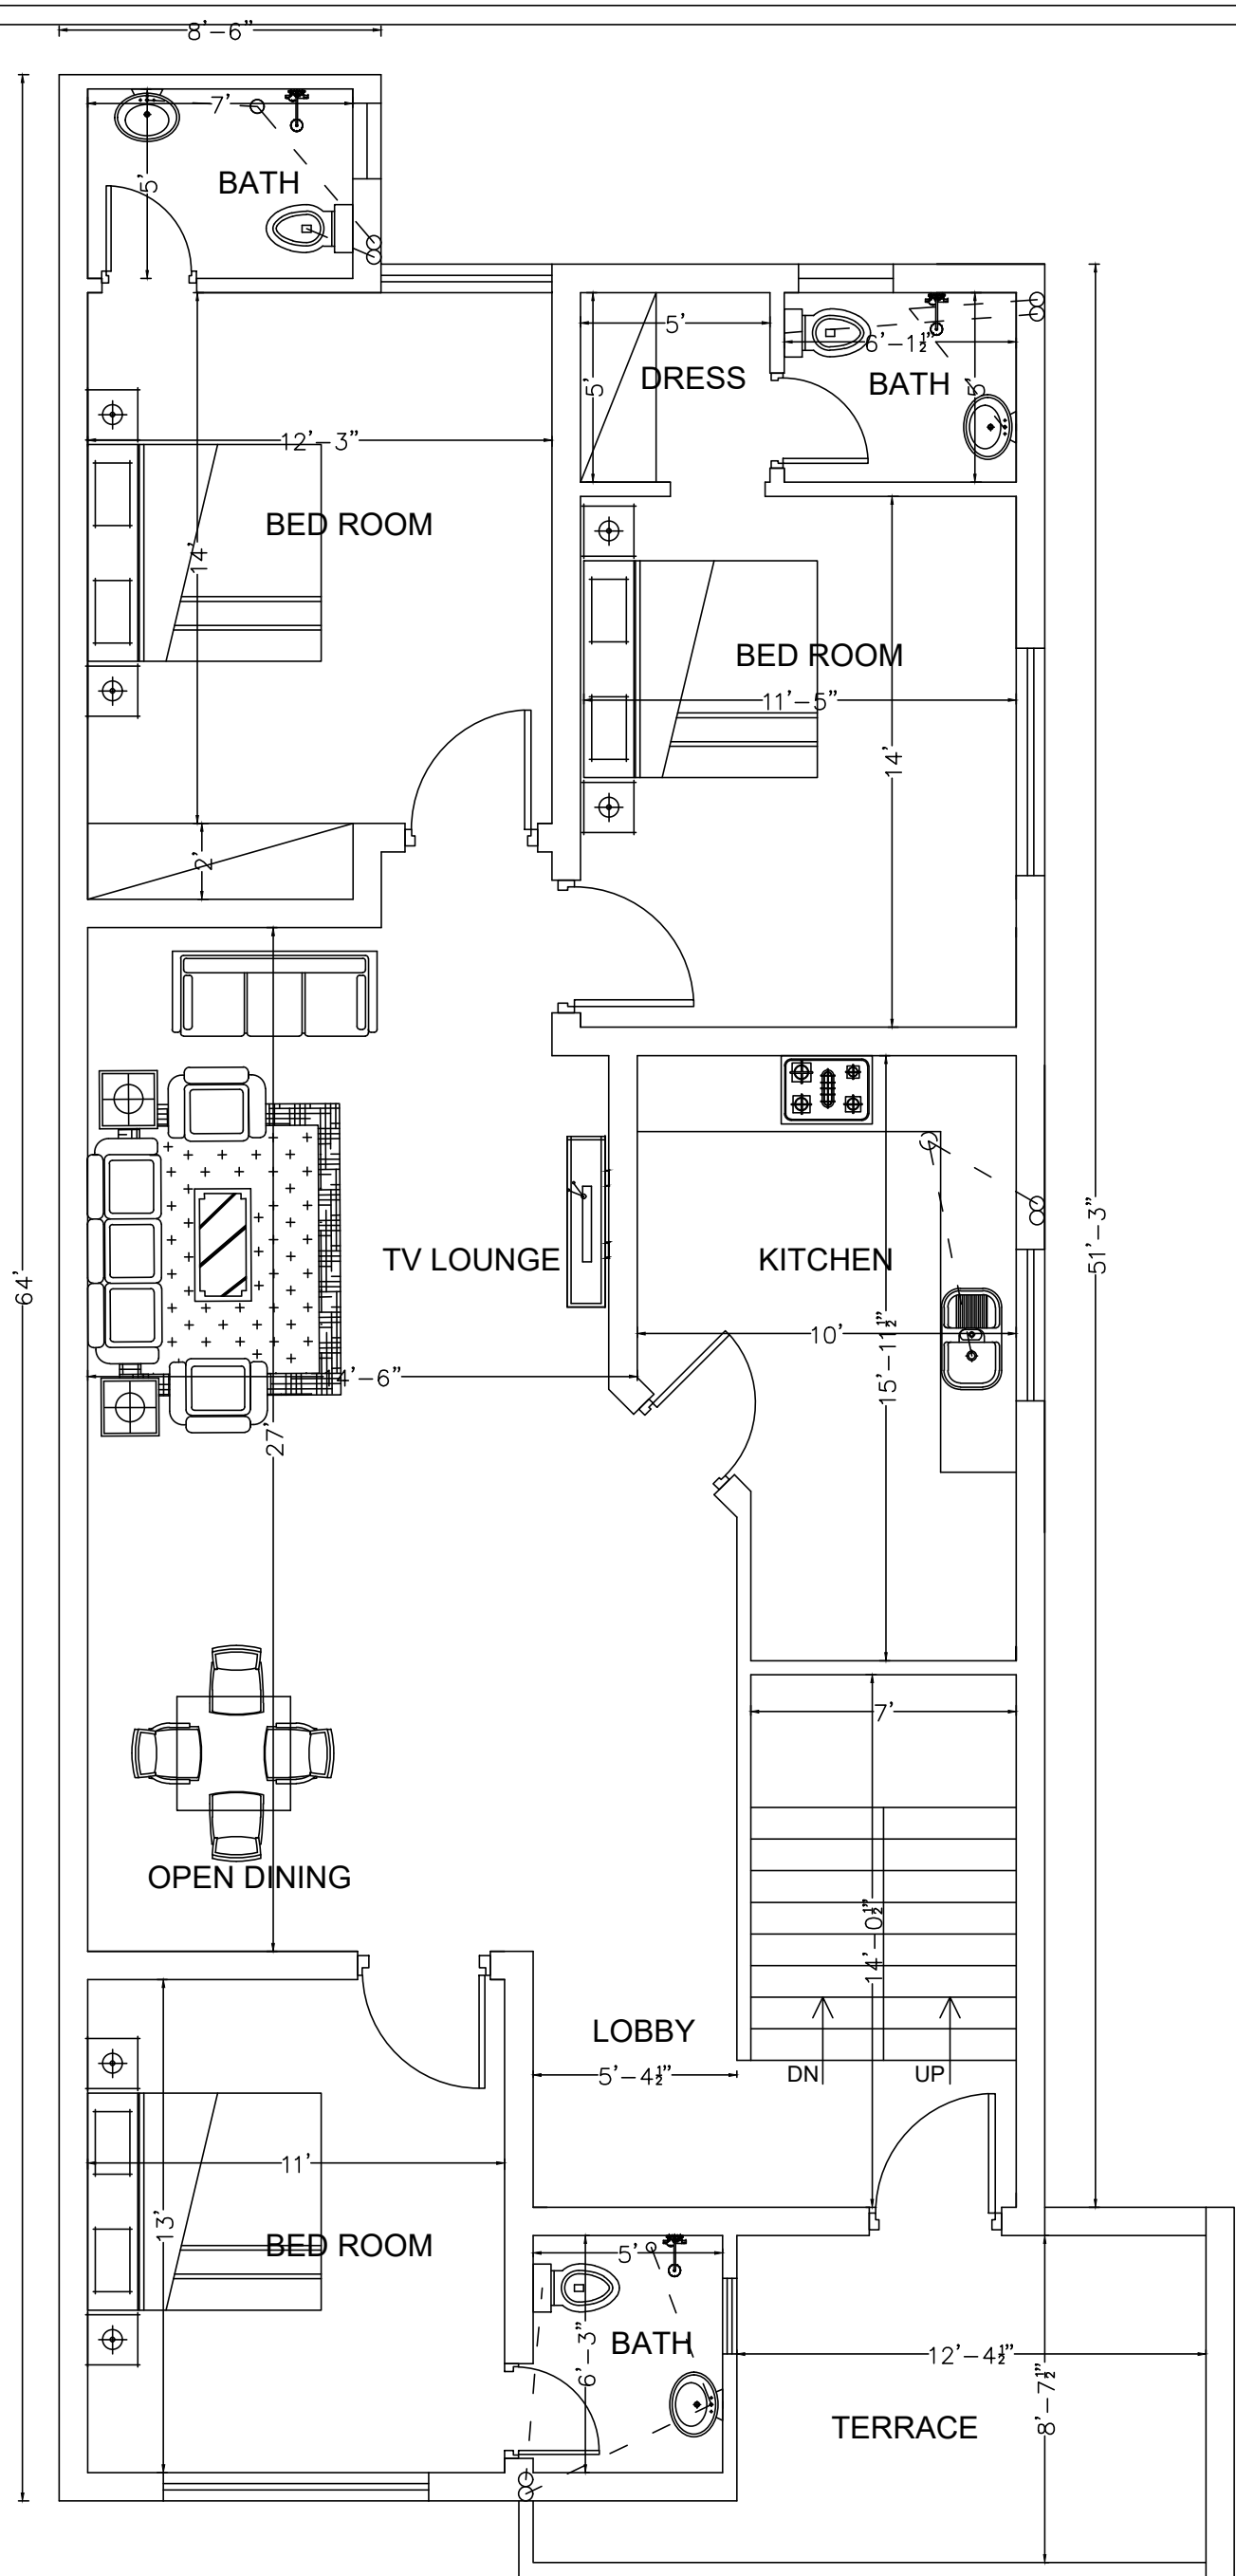 8'-6"
7'
5'
BATH
5'
DRESS
5'
6'-1½"
BATH
5'
12'-3"
BED ROOM
14'
BED ROOM
11'-5"
14'
2'
64'
51'-3"
TV LOUNGE
KITCHEN
10'
15'-11½"
14'-6"
27'
7'
OPEN DINING
14'-0½"
LOBBY
5'-4½"
DN
UP
11'
13'
BED ROOM
5'
BATH
6'-3"
12'-4½"
8'-7½"
TERRACE